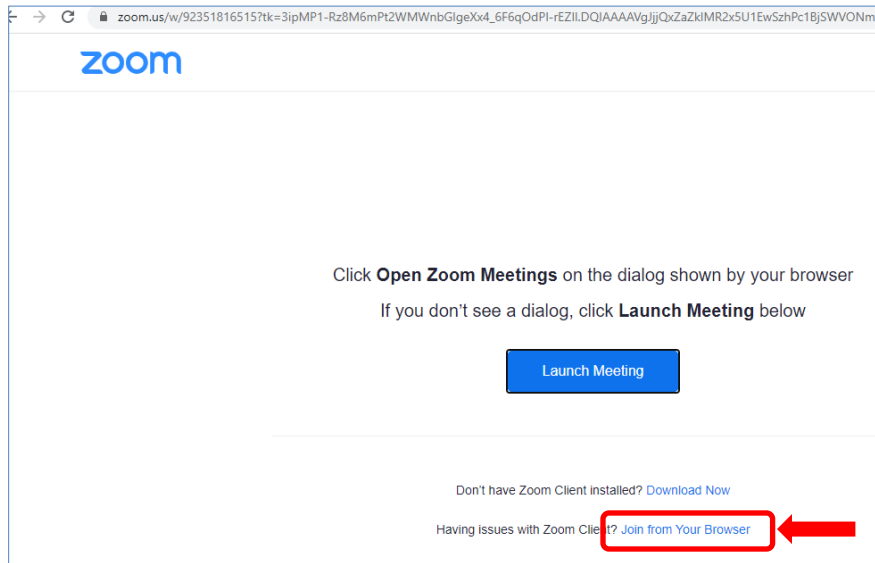 zoom.us/w/92351816515?tk=3ipMP1-Rz8M6mPt2WMWnbGlgeXx4_6F6qOdPI-rEZII.DQIAAAAVgJjjQxZaZklMR2x5U1EwSzhPc1BjSWVONm
zoom
Click Open Zoom Meetings on the dialog shown by your browser
If you don't see a dialog, click Launch Meeting below
Launch Meeting
Don't have Zoom Client installed? Download Now
Having issues with Zoom Client? Join from Your Browser